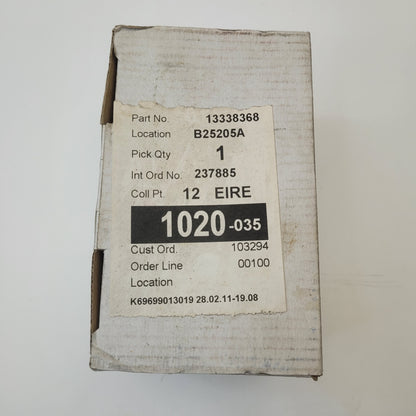 Part No. 13338368
Location B25205A
Pick Qty 1
Int Ord No. 237885
Coll Pt. 12 EIRE
1020-035
Cust Ord. 103294
Order Line 00100
Location
K69699013019 28.02.11-19.08